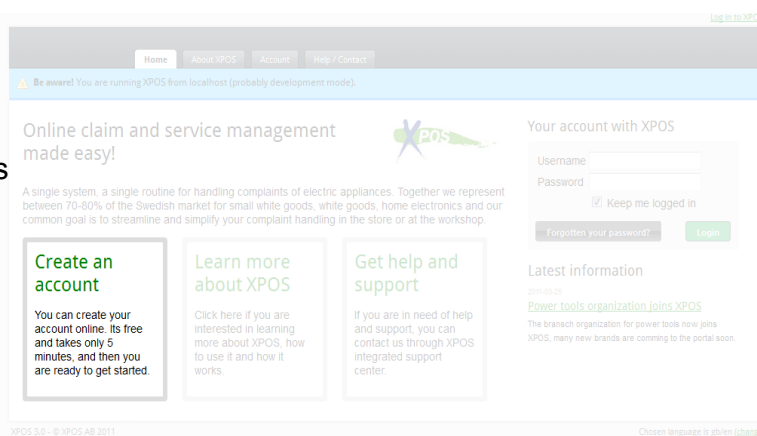 Log in to XPO
Home About XPOS Account Help / Contact
Be aware! You are running XPOS from localhost (probably development mode).
Online claim and service management
made easy!
XPOS
s
A single system, a single routine for handling complaints of electric appliances. Together we represent
between 70-80% of the Swedish market for small white goods, white goods, home electronics and our
common goal is to streamline and simplify your complaint handling in the store or at the workshop.
Create an
account
You can create your
account online. Its free
and takes only 5
minutes, and then you
are ready to get started.
Learn more
about XPOS
Click here if you are
interested in learning
more about XPOS, how
to use it and how it
works.
Get help and
support
If you are in need of help
and support, you can
contact us through XPOS
integrated support
center.
Your account with XPOS
Username
Password
Keep me logged in
Forgotten your password? Login
Latest information
Power tools organization joins XPOS
The bransch organization for power tools now joins
XPOS, many new brands are comming to the portal soon.
XPOS 3.0 - © XPOS AB 2011
Chosen language is gb/en (chan